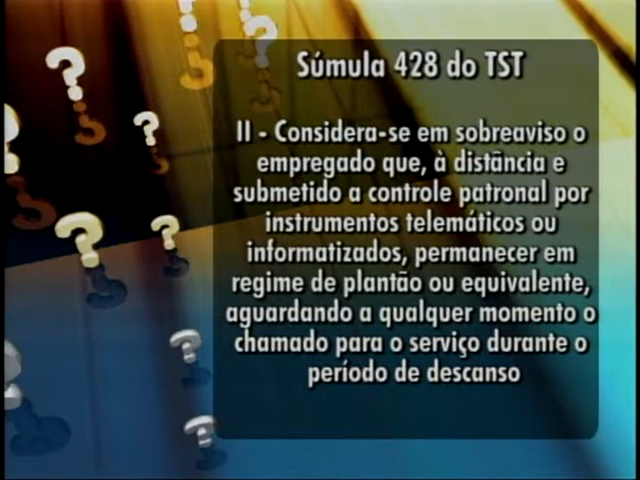 Súmula 428 do TST
II - Considera-se em sobreaviso o
empregado que, à distância e
submetido a controle patronal por
instrumentos telemáticos ou
informatizados, permanecer em
regime de plantão ou equivalente,
aguardando a qualquer momento o
chamado para o serviço durante o
período de descanso